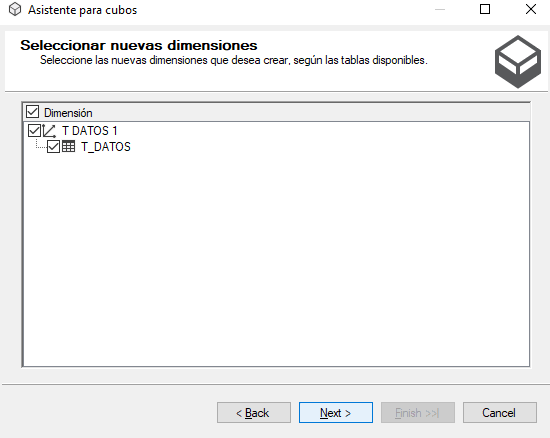 Asistente para cubos
Seleccionar nuevas dimensiones
Seleccione las nuevas dimensiones que desea crear, según las tablas disponibles.
Dimensión
T DATOS 1
T_DATOS
< Back
Next >
Finish >>|
Cancel